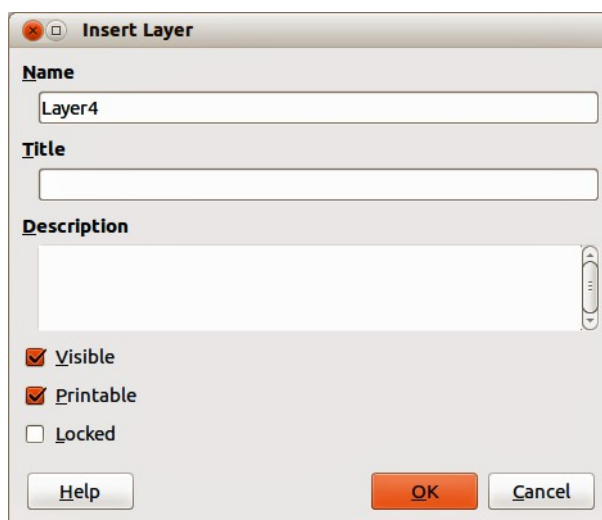 Insert Layer
Name
Layer4
Title
Description
Visible
Printable
Locked
Help OK Cancel